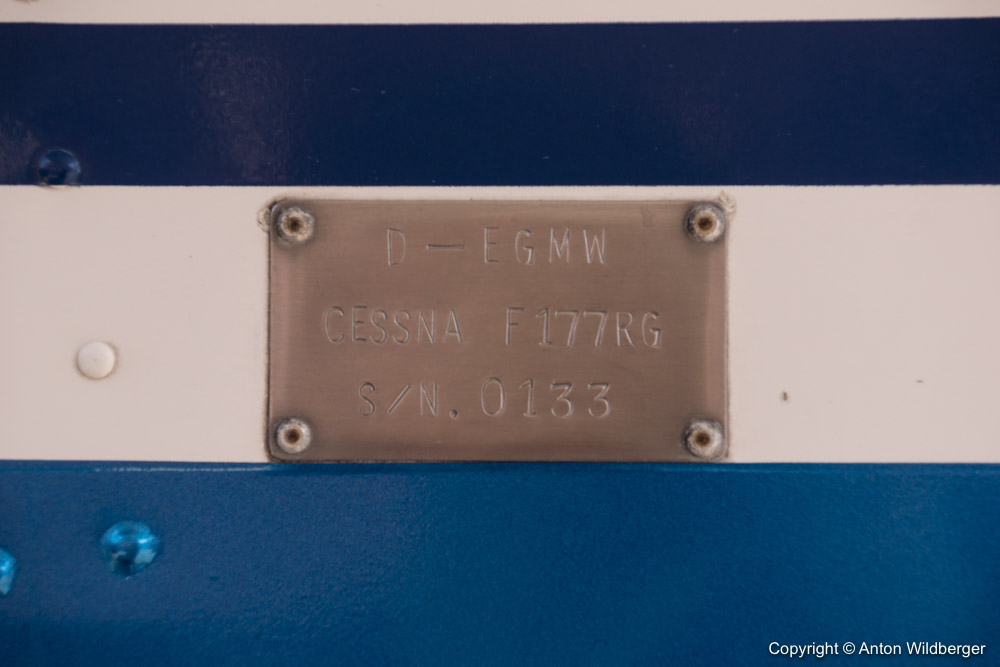 D — EGMW
CESSNA F177RG
S/N. 0133
Copyright © Anton Wildberger